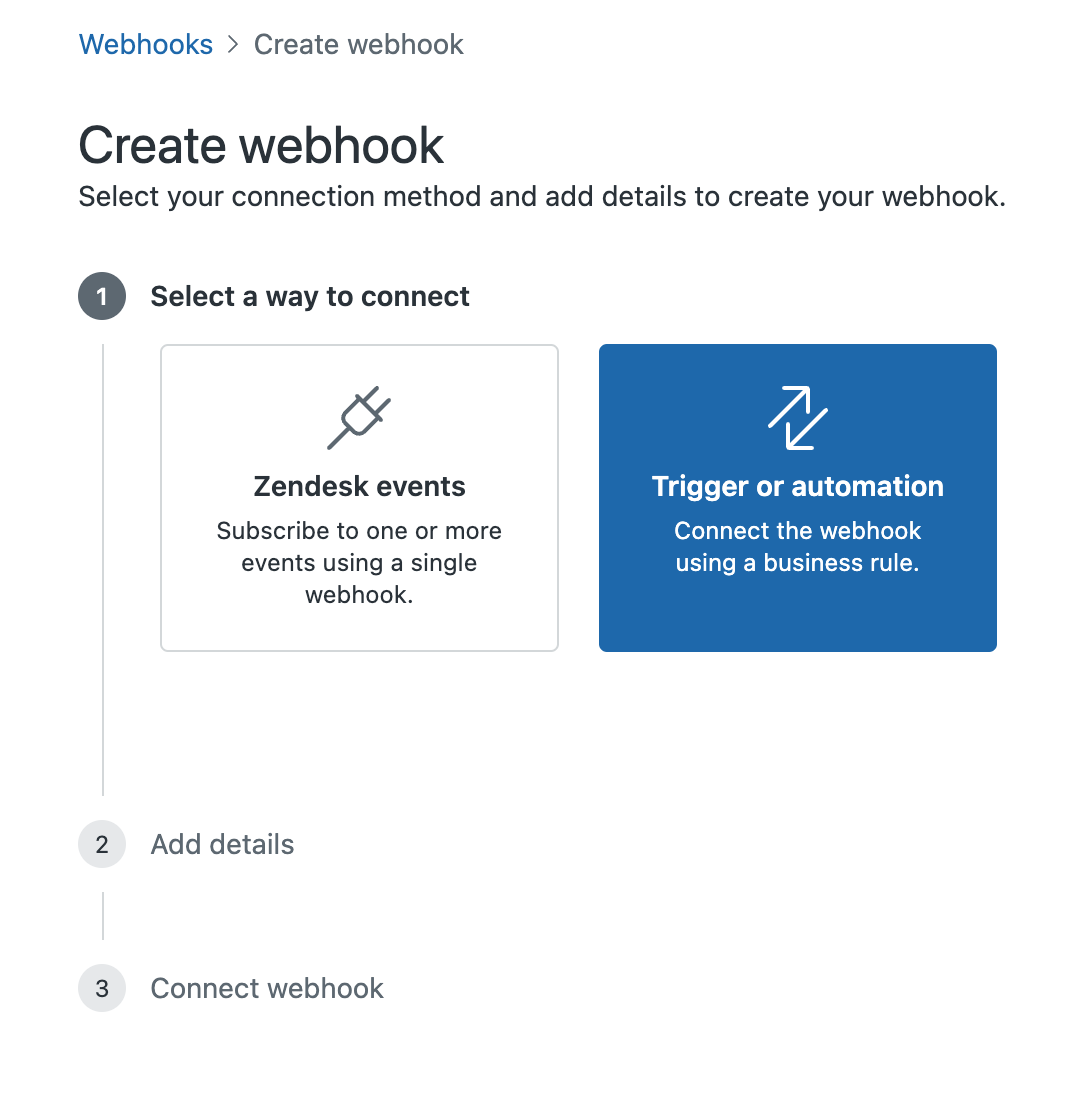 Webhooks > Create webhook
Create webhook
Select your connection method and add details to create your webhook.
1 Select a way to connect
Zendesk events
Subscribe to one or more
events using a single
webhook.
Trigger or automation
Connect the webhook
using a business rule.
2 Add details
3 Connect webhook